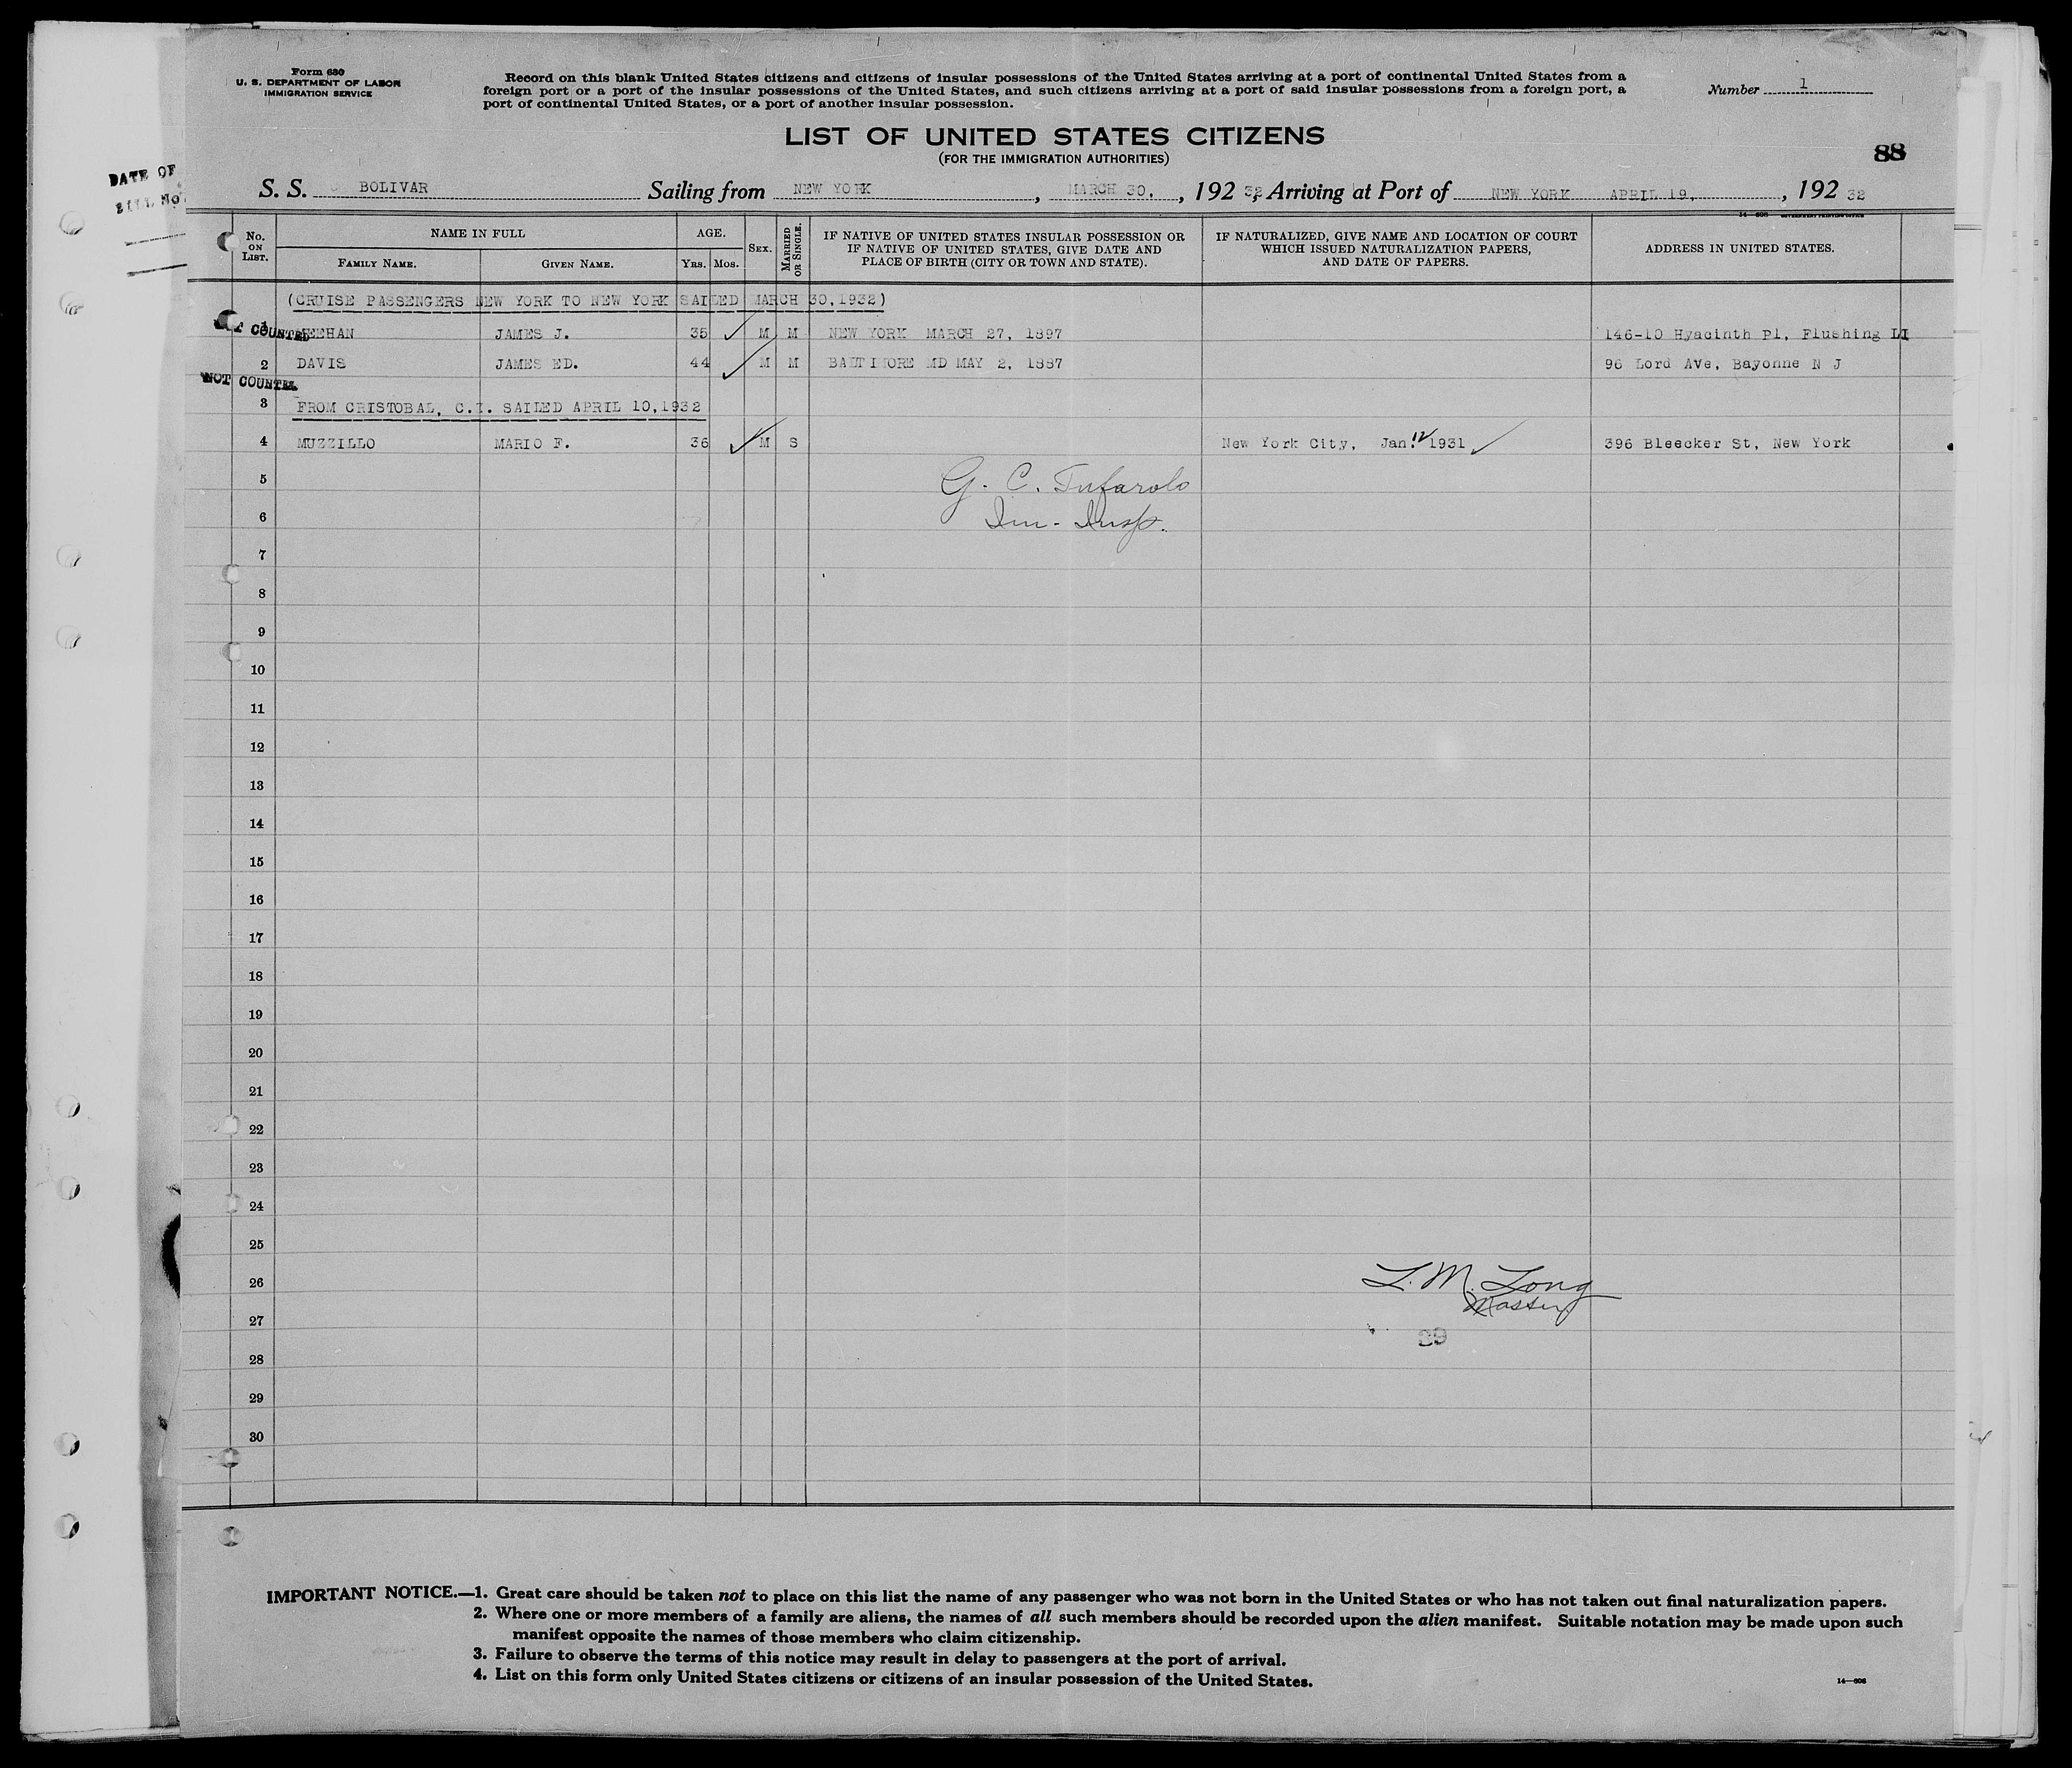 Form 630
U. S. DEPARTMENT OF LABOR
IMMIGRATION SERVICE
Record on this blank United States citizens and citizens of insular possessions of the United States arriving at a port of continental United States from a
foreign port or a port of the insular possessions of the United States, and such citizens arriving at a port of said insular possessions from a foreign port, a
port of continental United States, or a port of another insular possession.
Number 1
LIST OF UNITED STATES CITIZENS
(FOR THE IMMIGRATION AUTHORITIES)
88
DATE OF
S. S. BOLIVAR Sailing from NEW YORK, MARCH 30, , 192 32, Arriving at Port of NEW YORK APRIL 19, , 192 32
No. ON LIST. NAME IN FULL AGE. SEX. MARRIED OR SINGLE. IF NATIVE OF UNITED STATES INSULAR POSSESSION OR IF NATIVE OF UNITED STATES, GIVE DATE AND PLACE OF BIRTH (CITY OR TOWN AND STATE). IF NATURALIZED, GIVE NAME AND LOCATION OF COURT WHICH ISSUED NATURALIZATION PAPERS, AND DATE OF PAPERS. ADDRESS IN UNITED STATES.
FAMILY NAME. GIVEN NAME. YRS. MOS.
(CRUISE PASSENGERS NEW YORK TO NEW YORK SAILED MARCH 30,1932)
1 JAMES J. 35 M M NEW YORK MARCH 27, 1897 146-10 Hyacinth Pl, Flushing LI
2 DAVIS JAMES ED. 44 M M BALTIMORE MD MAY 2, 1887 96 Lord Ave, Bayonne N J
NOT COUNTED
3 FROM CRISTOBAL, C.Z. SAILED APRIL 10,1932
4 MUZZILLO MARIO F. 36 M S New York City, Jan. 12 1931 396 Bleecker St, New York
5 G. C. Tufarolo
6 Im- Insp.
7
8
9
10
11
12
13
14
15
16
17
18
19
20
21
22
23
24
25
26 L. M. Long
Master
27
39
28
29
30
IMPORTANT NOTICE.—1. Great care should be taken not to place on this list the name of any passenger who was not born in the United States or who has not taken out final naturalization papers.
2. Where one or more members of a family are aliens, the names of all such members should be recorded upon the alien manifest. Suitable notation may be made upon such
manifest opposite the names of those members who claim citizenship.
3. Failure to observe the terms of this notice may result in delay to passengers at the port of arrival.
4. List on this form only United States citizens or citizens of an insular possession of the United States.